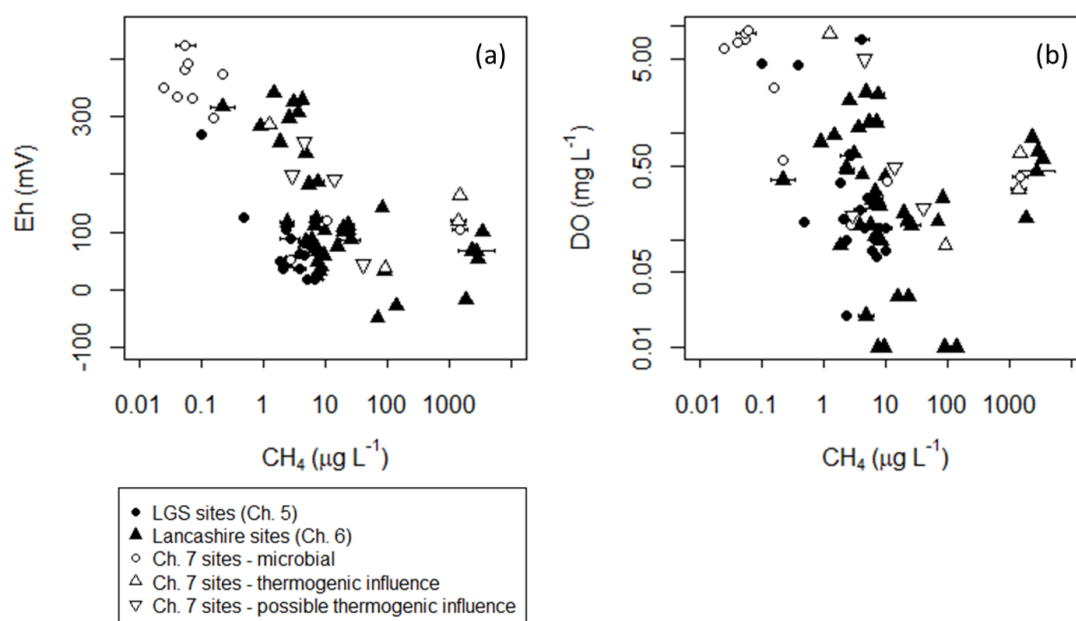 (a)
Eh (mV)
300
100
0
-100
0.01 0.1 1 10 100 1000
CH₄ (μg L⁻¹)
(b)
DO (mg L⁻¹)
5.00
0.50
0.05
0.01
0.01 0.1 1 10 100 1000
CH₄ (μg L⁻¹)
LGS sites (Ch. 5)
Lancashire sites (Ch. 6)
Ch. 7 sites - microbial
Ch. 7 sites - thermogenic influence
Ch. 7 sites - possible thermogenic influence